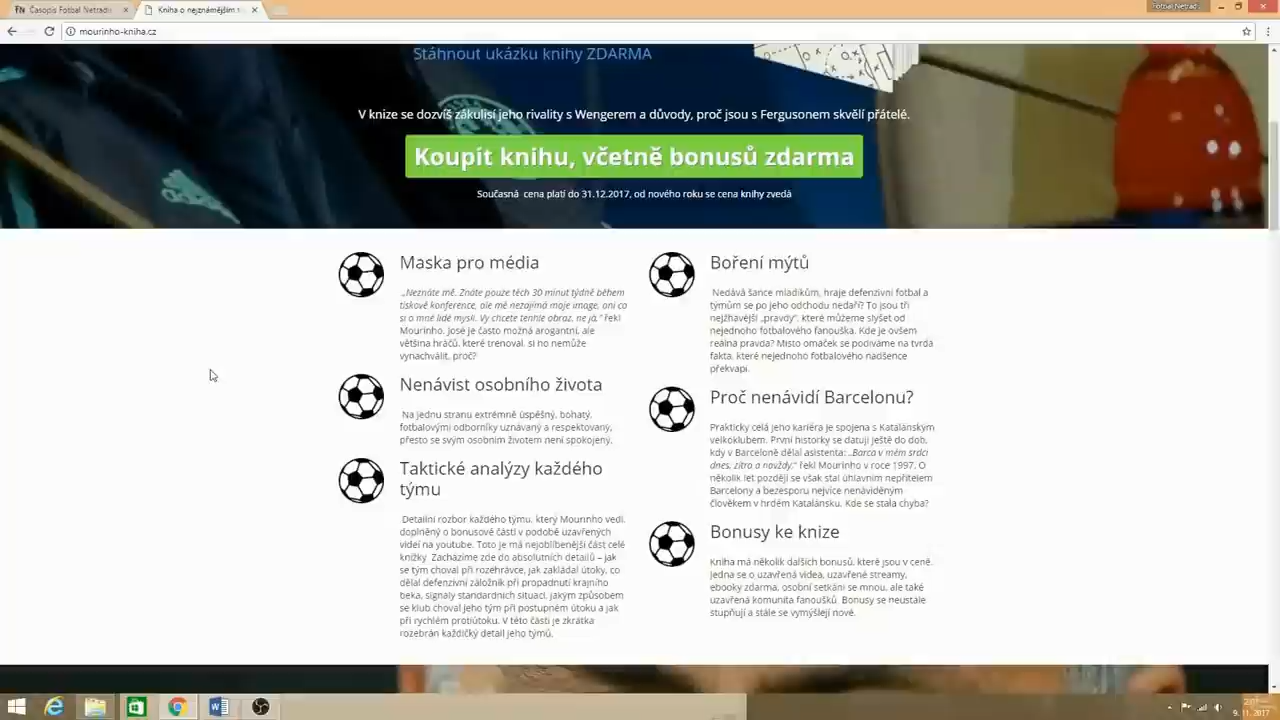 Časopis Fotbal Netradi
Kniha o nejznámějším t
Fotbal Netrad
mourinho-kniha.cz
Stáhnout ukázku knihy ZDARMA
V knize se dozvíš zákulisí jeho rivality s Wengerem a důvody, proč jsou s Fergusonem skvělí přátelé.
Koupit knihu, včetně bonusů zdarma
Současná cena platí do 31.12.2017, od nového roku se cena knihy zvedá
Maska pro média
„Neznáte mě. Znáte pouze těch 30 minut týdně během
tiskové konference, ale mě nezajímá moje image, ani co
si o mně lidé myslí. Vy chcete tenhle obraz, ne já," řekl
Mourinho. José je často možná arogantní, ale
většina hráčů, které trénoval, si ho nemůže
vynachválit, proč?
Nenávist osobního života
Na jednu stranu extrémně úspěšný, bohatý,
fotbalovými odborníky uznávaný a respektovaný,
přesto se svým osobním životem není spokojený.
Taktické analýzy každého
týmu
Detailní rozbor každého týmu, který Mourinho vedl,
doplněný o bonusové části v podobě uzavřených
videí na youtube. Toto je má nejoblíbenější část celé
knížky. Zacházíme zde do absolutních detailů – jak
se tým choval při rozehrávce, jak zakládal útoky, co
dělal defenzivní záložník při propadnutí krajního
beka, signály standardních situací, jakým způsobem
se klub choval jeho tým při postupném útoku a jak
při rychlém protiútoku. V této části je zkrátka
rozebrán každičký detail jeho týmů.
Boření mýtů
Nedává šance mladíkům, hraje defenzivní fotbal a
týmům se po jeho odchodu nedaří? To jsou tři
nejžhavější „pravdy", které můžeme slyšet od
nejednoho fotbalového fanouška. Kde je ovšem
reálná pravda? Místo omáček se podíváme na tvrdá
fakta, které nejednoho fotbalového nadšence
překvapí.
Proč nenávidí Barcelonu?
Prakticky celá jeho kariéra je spojena s Katalánským
velkoklubem. První historky se datují ještě do dob,
kdy v Barceloně dělal asistenta: „Barca v mém srdci
dnes, zítra a navždy." řekl Mourinho v roce 1997. O
několik let později se však stal úhlavním nepřítelem
Barcelony a bezesporu nejvíce nenáviděným
člověkem v hrdém Katalánsku. Kde se stala chyba?
Bonusy ke knize
Kniha má několik dalších bonusů, které jsou v ceně.
Jedná se o uzavřená videa, uzavřené streamy,
ebooky zdarma, osobní setkání se mnou, ale také
uzavřená komunita fanoušků. Bonusy se neustále
stupňují a stále se vymýšlejí nové.
9. 11. 2017